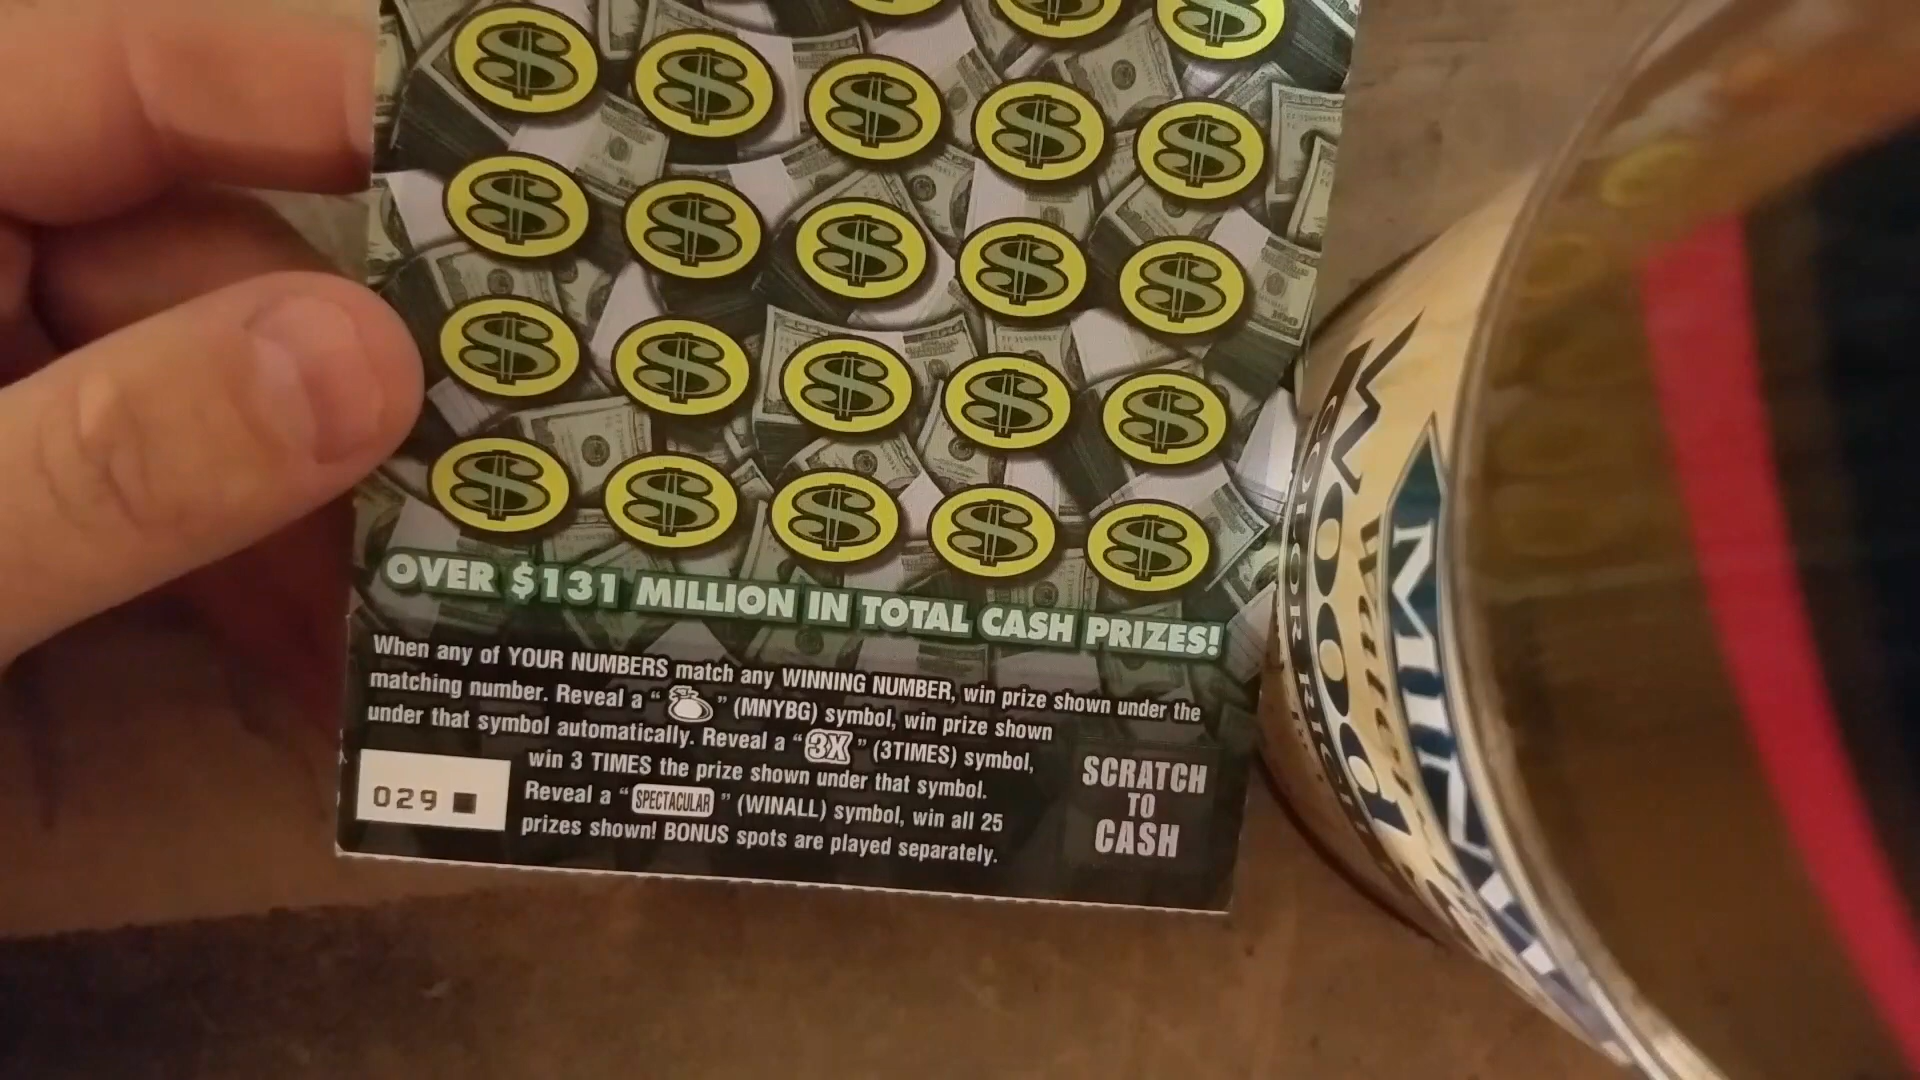 OVER $131 MILLION IN TOTAL CASH PRIZES!
When any of YOUR NUMBERS match any WINNING NUMBER, win prize shown under the
matching number. Reveal a " " (MNYBG) symbol, win prize shown
under that symbol automatically. Reveal a "3X" (3TIMES) symbol,
win 3 TIMES the prize shown under that symbol.
Reveal a "SPECTACULAR" (WINALL) symbol, win all 25
prizes shown! BONUS spots are played separately.
029
SCRATCH
TO
CASH